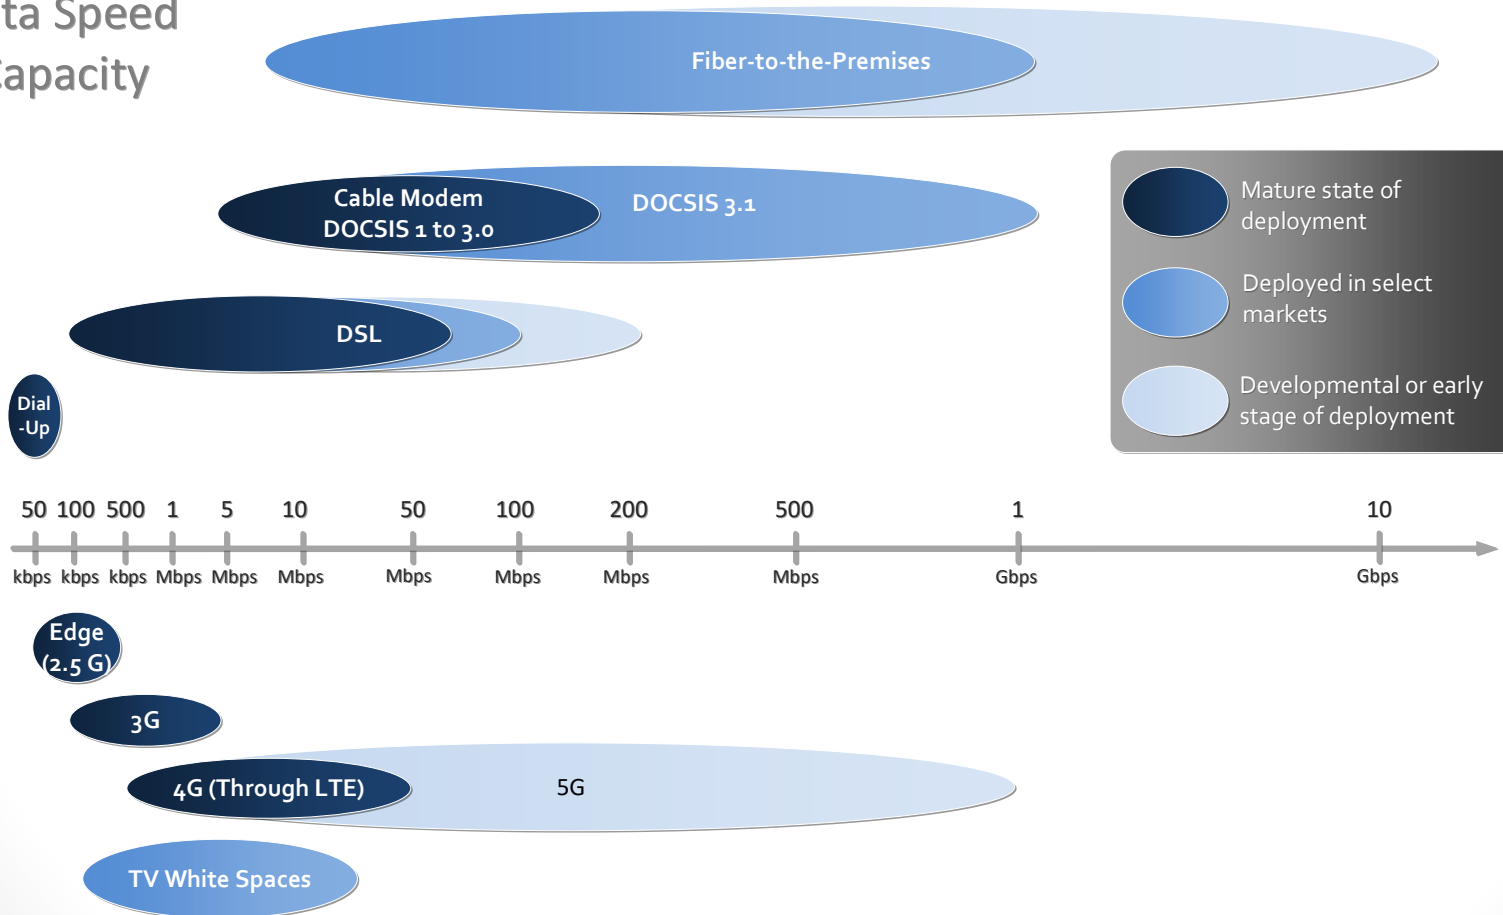 ta Speed
Capacity
Fiber-to-the-Premises
Cable Modem
DOCSIS 1 to 3.0
DOCSIS 3.1
Mature state of
deployment
Deployed in select
markets
Developmental or early
stage of deployment
DSL
Dial
-Up
50 100 500 1 5 10 50 100 200 500 1 10
kbps kbps kbps Mbps Mbps Mbps Mbps Mbps Mbps Mbps Gbps Gbps
Edge
(2.5 G)
3G
4G (Through LTE)
5G
TV White Spaces